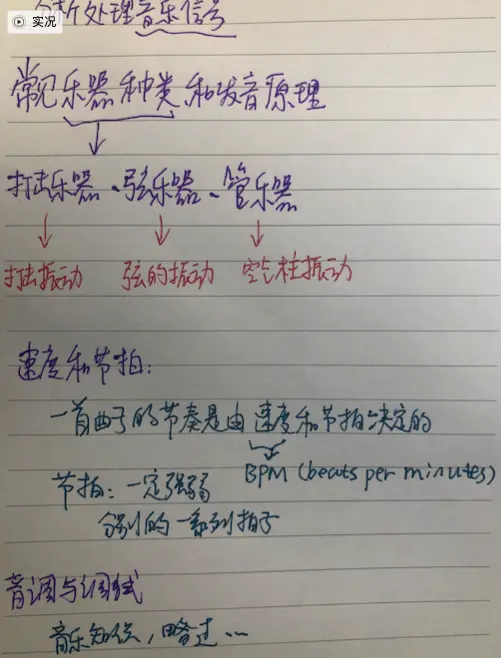 实况
分析处理音乐信号
常见乐器种类和发音原理
打击乐器、弦乐器、管乐器
打击振动 弦的振动 空气柱振动
速度和节拍：
一首曲子的节奏是由速度和节拍决定的
BPM (beats per minutes)
节拍：一定强弱
分别的一系列拍子
音调与调式
音乐知识，略过…